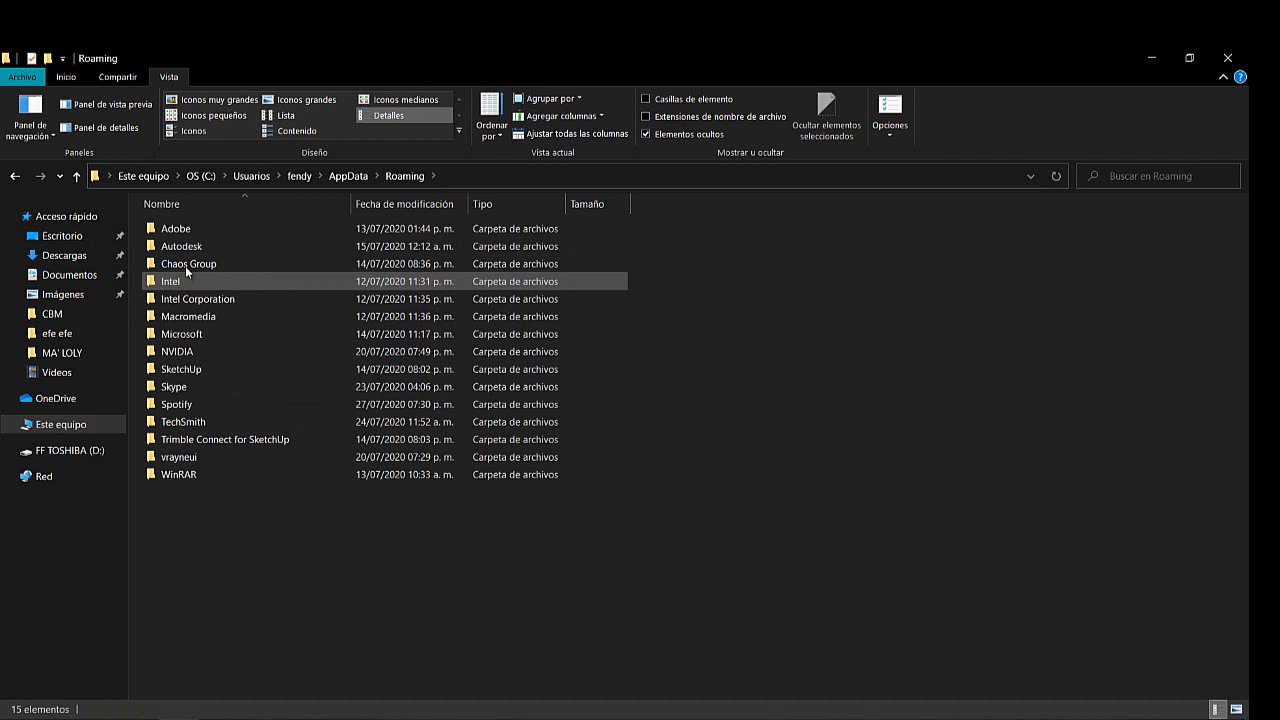 Roaming
Archivo Inicio Compartir Vista
Panel de navegación
Panel de vista previa
Panel de detalles
Paneles
Iconos muy grandes Iconos grandes Iconos medianos
Iconos pequeños Lista Detalles
Iconos Contenido
Diseño
Ordenar por
Agrupar por
Agregar columnas
Ajustar todas las columnas
Vista actual
Casillas de elemento
Extensiones de nombre de archivo
Elementos ocultos
Ocultar elementos seleccionados
Mostrar u ocultar
Opciones
Este equipo > OS (C:) > Usuarios > fendy > AppData > Roaming >
Buscar en Roaming
Acceso rápido
Escritorio
Descargas
Documentos
Imágenes
CBM
efe efe
MA' LOLY
Videos
OneDrive
Este equipo
FF TOSHIBA (D:)
Red
Nombre Fecha de modificación Tipo Tamaño
Adobe 13/07/2020 01:44 p. m. Carpeta de archivos
Autodesk 15/07/2020 12:12 a. m. Carpeta de archivos
Chaos Group 14/07/2020 08:36 p. m. Carpeta de archivos
Intel 12/07/2020 11:31 p. m. Carpeta de archivos
Intel Corporation 12/07/2020 11:35 p. m. Carpeta de archivos
Macromedia 12/07/2020 11:36 p. m. Carpeta de archivos
Microsoft 14/07/2020 11:17 p. m. Carpeta de archivos
NVIDIA 20/07/2020 07:49 p. m. Carpeta de archivos
SketchUp 14/07/2020 08:02 p. m. Carpeta de archivos
Skype 23/07/2020 04:06 p. m. Carpeta de archivos
Spotify 27/07/2020 07:30 p. m. Carpeta de archivos
TechSmith 24/07/2020 11:52 a. m. Carpeta de archivos
Trimble Connect for SketchUp 14/07/2020 08:03 p. m. Carpeta de archivos
vrayneui 20/07/2020 07:29 p. m. Carpeta de archivos
WinRAR 13/07/2020 10:33 a. m. Carpeta de archivos
15 elementos